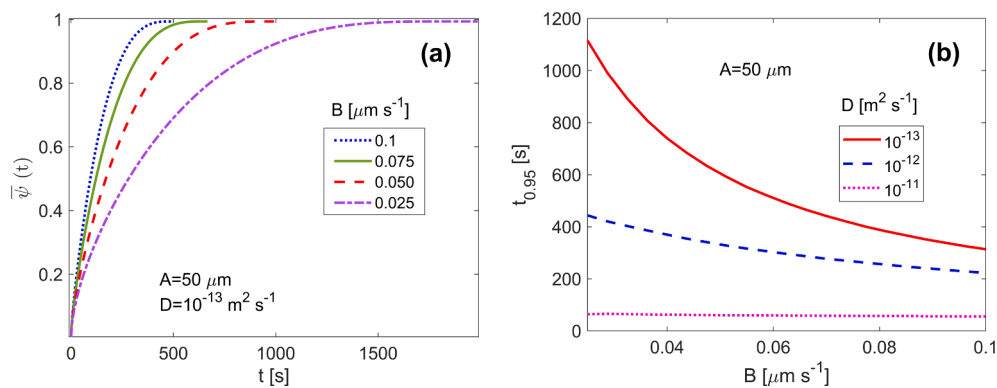 1
0.8
0.6
0.4
0.2
ψ̅ (t)
(a)
B [μm s⁻¹]
0.1
0.075
0.050
0.025
A=50 μm
D=10⁻¹³ m² s⁻¹
0 500 1000 1500
t [s]
1200
1000
800
600
400
200
0
t₀.₉₅ [s]
(b)
A=50 μm
D [m² s⁻¹]
10⁻¹³
10⁻¹²
10⁻¹¹
0.04 0.06 0.08 0.1
B [μm s⁻¹]